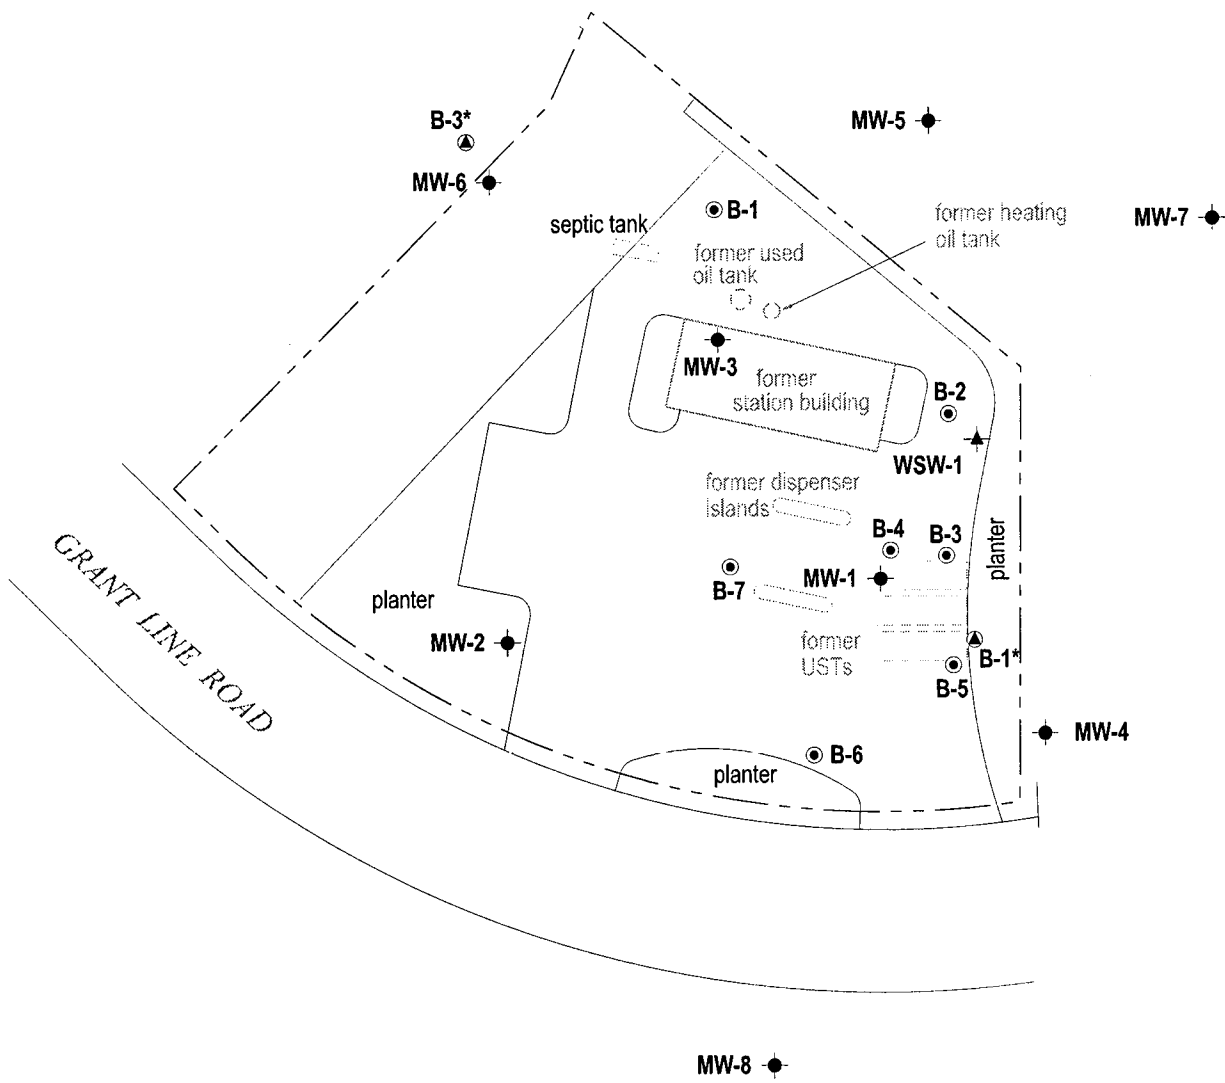 B-3*
MW-5
MW-6
B-1
former heating
oil tank
MW-7
septic tank
former used
oil tank
MW-3
former
station building
B-2
WSW-1
former dispenser
islands
B-4
B-3
planter
MW-1
B-7
planter
GRANT LINE ROAD
MW-2
former
USTs
B-1*
B-5
MW-4
B-6
planter
MW-8